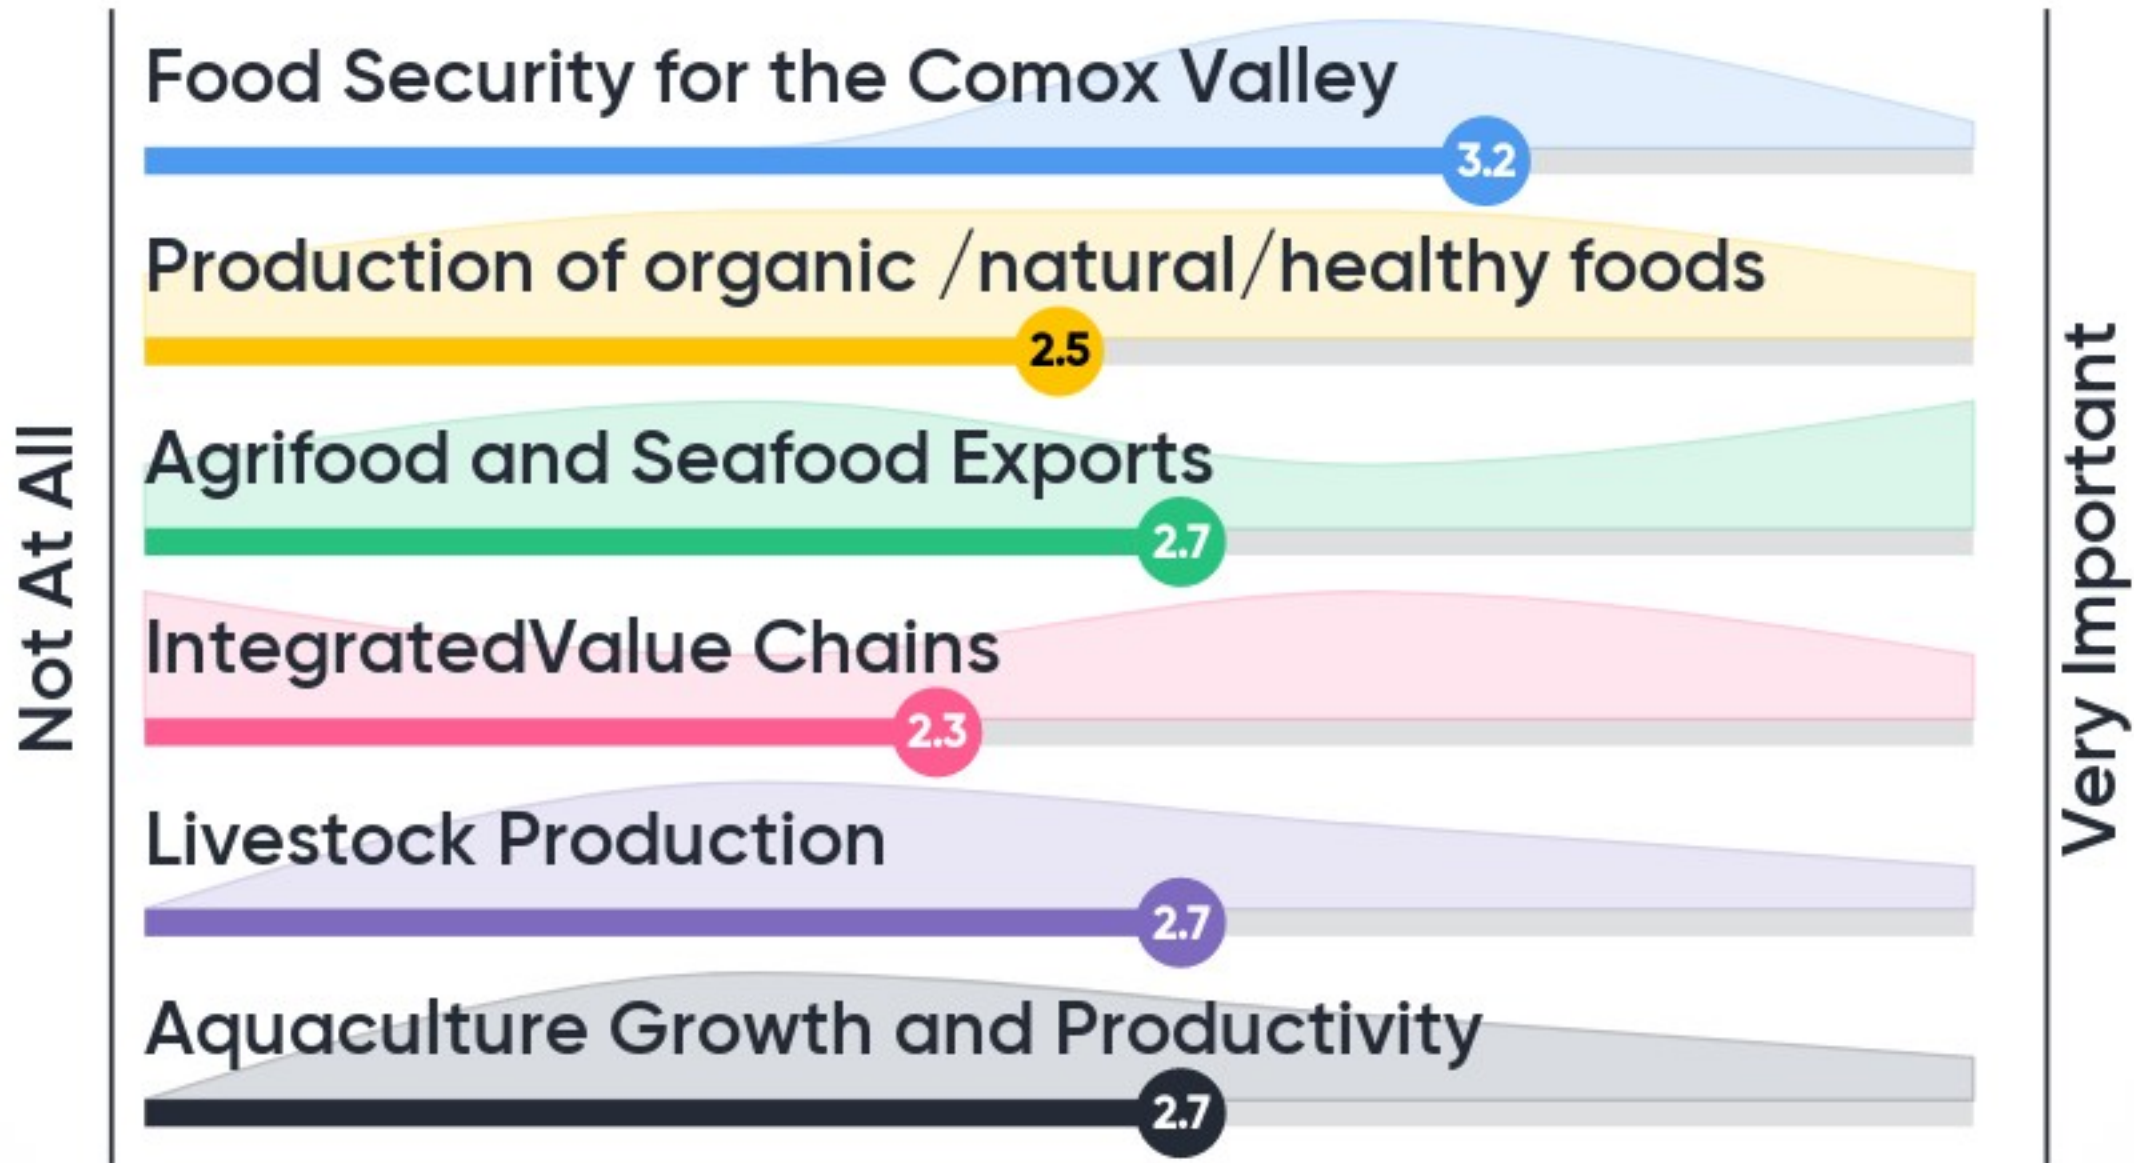 Not At All
Food Security for the Comox Valley
3.2
Production of organic /natural/healthy foods
2.5
Agrifood and Seafood Exports
2.7
IntegratedValue Chains
2.3
Livestock Production
2.7
Aquaculture Growth and Productivity
2.7
Very Important